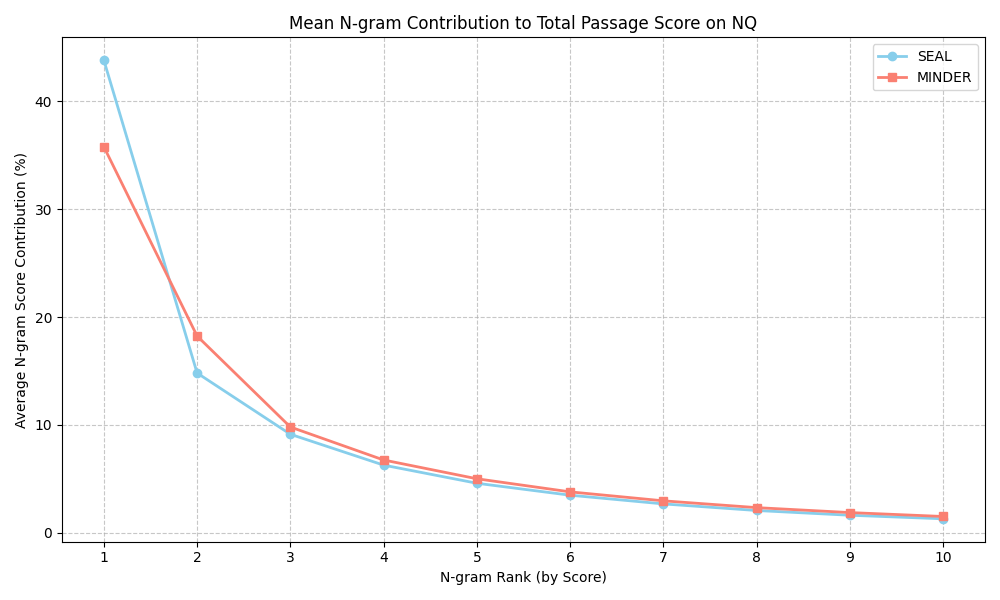 Mean N-gram Contribution to Total Passage Score on NQ
SEAL
MINDER
Average N-gram Score Contribution (%)
40
30
20
10
0
1 2 3 4 5 6 7 8 9 10
N-gram Rank (by Score)